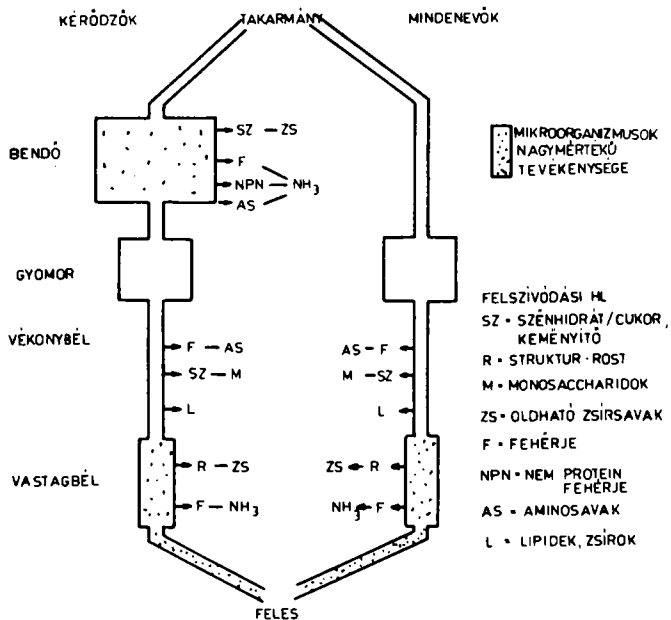 KÉRŐDZŐK
TAKARMÁNY
MINDENEVŐK
BENDŐ
SZ — ZS
F
NPN — NH3
AS
MIKROORGANIZMUSOK
NAGYMÉRTEKŰ
TEVÉKENYSÉGE
GYOMOR
VÉKONYBÉL
F — AS
SZ — M
L
AS — F
M — SZ
L
VASTAGBÉL
R — ZS
F — NH3
ZS R
NH3 F
FELES
FELSZÍVÓDÁSI HL
SZ = SZÉNHIDRÁT/CUKOR,
KEMÉNYÍTŐ
R = STRUKTUR-ROST
M = MONOSACCHARIDOK
ZS = OLDHATÓ ZSÍRSAVAK
F = FEHÉRJE
NPN = NEM PROTEIN
FEHÉRJE
AS = AMINOSAVAK
L = LIPIDEK, ZSÍROK